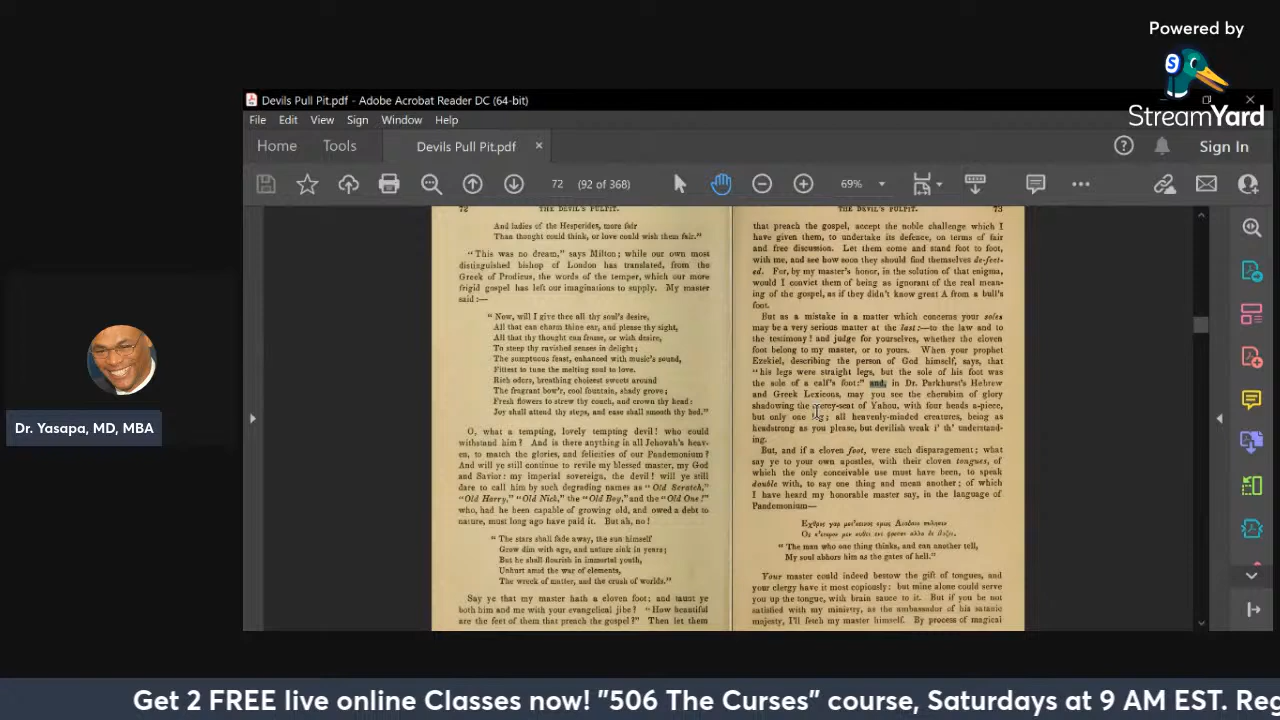 Powered by
S
StreamYard
Devils Pull Pit.pdf - Adobe Acrobat Reader DC (64-bit)
File Edit View Sign Window Help
Home Tools Devils Pull Pit.pdf × Sign In
72 (92 of 368) 69%
72 THE DEVIL'S PULPIT.
And ladies of the Hesperides, more fair
Than thought could think, or love could wish them fair."
"This was no dream," says Milton; while our own most
distinguished bishop of London has translated, from the
Greek of Prodicus, the words of the temper, which our more
frigid gospel has left our imaginations to supply. My master
said:—
"Now, will I give thee all thy soul's desire,
All that can charm thine ear, and please thy sight,
All that thy thought can frame, or wish desire,
To steep thy ravished senses in delight;
The sumptuous feast, enhanced with music's sound,
Fittest to tune the melting soul to love.
Rich odors, breathing choicest sweets around
The fragrant bow'r, cool fountain, shady grove;
Fresh flowers to strew thy couch, and crown thy head:
Joy shall attend thy steps, and ease shall smooth thy bed."
O, what a tempting, lovely tempting devil! who could
withstand him? And is there anything in all Jehovah's heav-
en, to match the glories, and felicities of our Pandemonium?
And will ye still continue to revile my blessed master, my God
and Savior: my imperial sovereign, the devil! will ye still
dare to call him by such degrading names as "Old Scratch,"
"Old Harry," "Old Nick," the "Old Boy," and the "Old One!"
who, had he been capable of growing old, and owed a debt to
nature, must long ago have paid it. But ah, no!
"The stars shall fade away, the sun himself
Grow dim with age, and nature sink in years;
But he shall flourish in immortal youth,
Unhurt amid the war of elements,
The wreck of matter, and the crush of worlds."
Say ye that my master hath a cloven foot; and taunt ye
both him and me with your evangelical jibe? "How beautiful
are the feet of them that preach the gospel?" Then let them
THE DEVIL'S PULPIT. 73
that preach the gospel, accept the noble challenge which I
have given them, to undertake its defence, on terms of fair
and free discussion. Let them come and stand foot to foot,
with me, and see how soon they should find themselves de-feet-
ed. For, by my master's honor, in the solution of that enigma,
would I convict them of being as ignorant of the real mean-
ing of the gospel, as if they didn't know great A from a bull's
foot.
But as a mistake in a matter which concerns your soles
may be a very serious matter at the last:—to the law and to
the testimony! and judge for yourselves, whether the cloven
foot belong to my master, or to yours. When your prophet
Ezekiel, describing the person of God himself, says, that
"his legs were straight legs, but the sole of his foot was
the sole of a calf's foot:" and, in Dr. Parkhurst's Hebrew
and Greek Lexicons, may you see the cherubim of glory
shadowing the mercy-seat of Yahou, with four heads a-piece,
but only one leg; all heavenly-minded creatures, being as
headstrong as you please, but devilish weak i' th' understand-
ing.
But, and if a cloven foot, were such disparagement; what
say ye to your own apostles, with their cloven tongues, of
which the only conceivable use must have been, to speak
double with, to say one thing and mean another; of which
I have heard my honorable master say, in the language of
Pandemonium—
"The man who one thing thinks, and can another tell,
My soul abhors him as the gates of hell."
Your master could indeed bestow the gift of tongues, and
your clergy have it most copiously: but mine alone could serve
you up the tongue, with brain sauce to it. But if you be not
satisfied with my ministry, as the ambassador of his satanic
majesty, I'll fetch my master himself. By process of magical
Dr. Yasapa, MD, MBA
Get 2 FREE live online Classes now! "506 The Curses" course, Saturdays at 9 AM EST. Reg